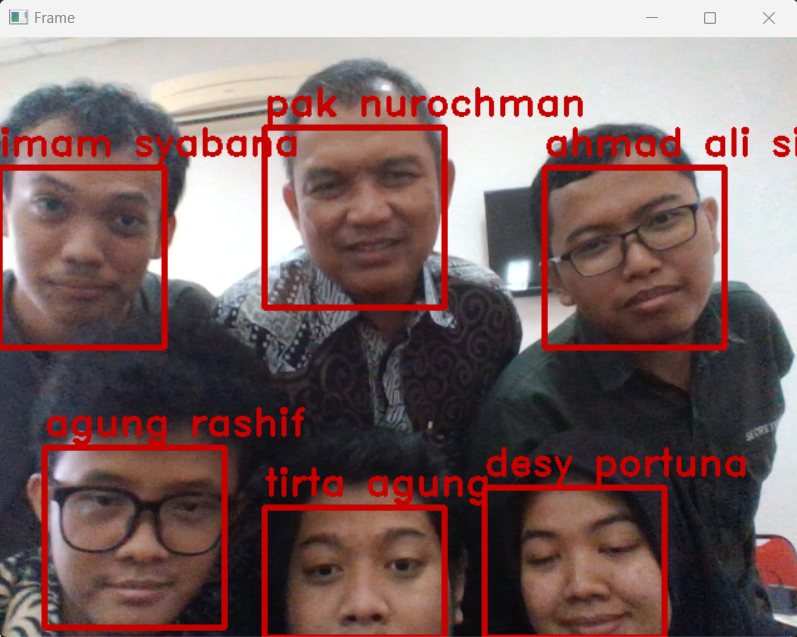 Frame
pak nurochman
imam syabana
ahmad ali si
agung rashif
desy portuna
tirta agung